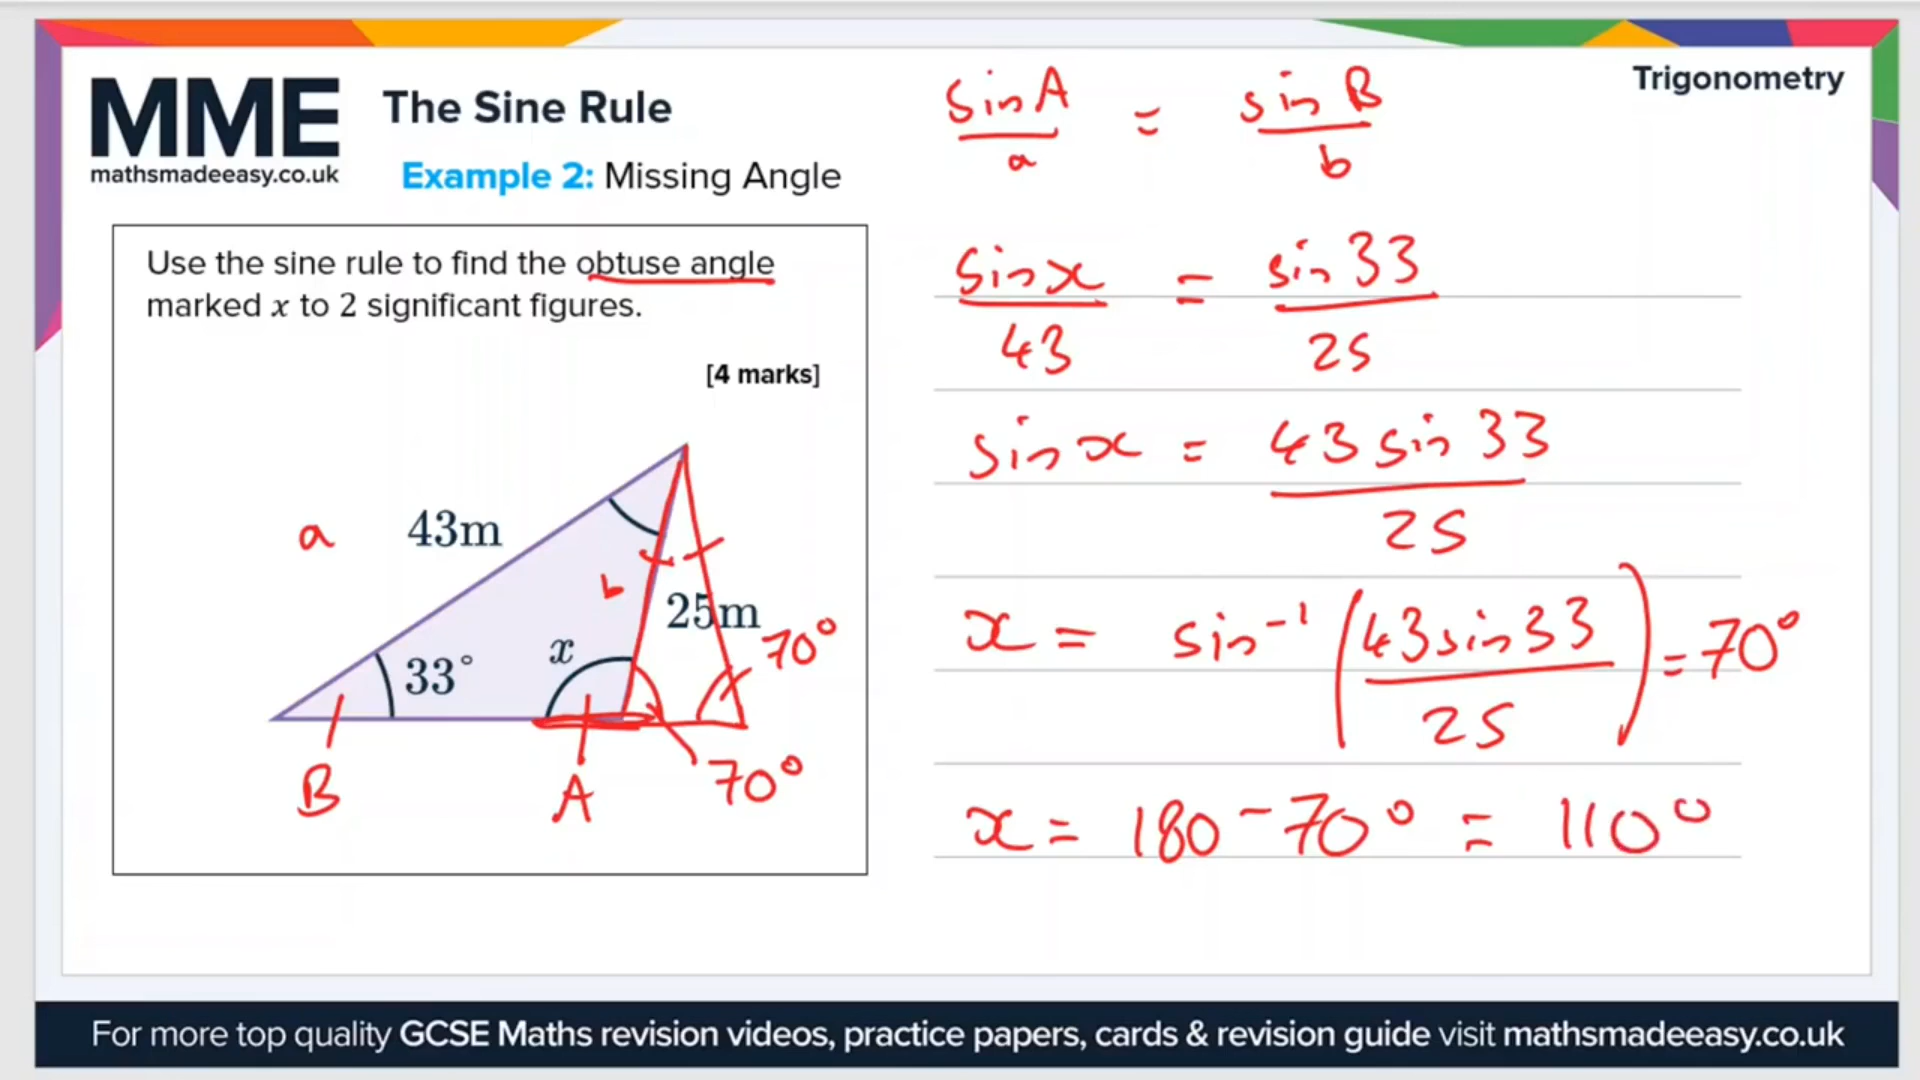 MME
mathsmadeeasy.co.uk
The Sine Rule
Example 2: Missing Angle
Trigonometry
Use the sine rule to find the obtuse angle
marked x to 2 significant figures.
[4 marks]
a
43m
b
25m
70°
x
33°
B
A
70°
sin A / a = sin B / b
sin x / 43 = sin 33 / 25
sin x = 43 sin 33 / 25
x = sin⁻¹ (43 sin 33 / 25) = 70°
x = 180 - 70° = 110°
For more top quality GCSE Maths revision videos, practice papers, cards & revision guide visit mathsmadeeasy.co.uk